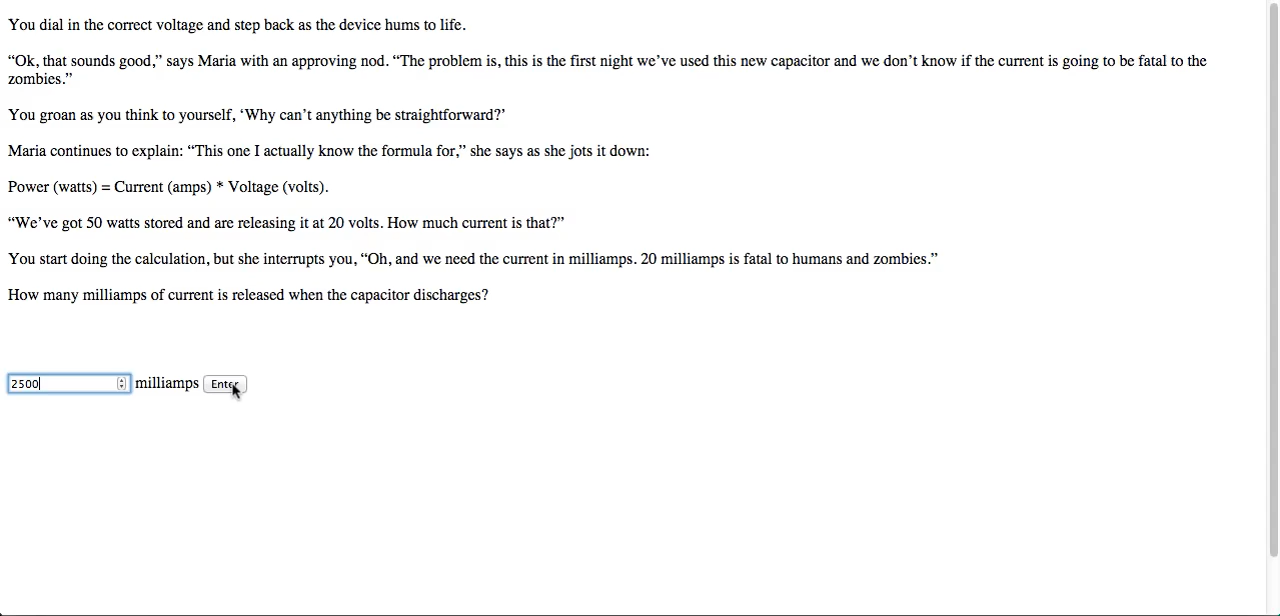 You dial in the correct voltage and step back as the device hums to life.
“Ok, that sounds good,” says Maria with an approving nod. “The problem is, this is the first night we’ve used this new capacitor and we don’t know if the current is going to be fatal to the
zombies.”
You groan as you think to yourself, ‘Why can’t anything be straightforward?’
Maria continues to explain: “This one I actually know the formula for,” she says as she jots it down:
Power (watts) = Current (amps) * Voltage (volts).
“We’ve got 50 watts stored and are releasing it at 20 volts. How much current is that?”
You start doing the calculation, but she interrupts you, “Oh, and we need the current in milliamps. 20 milliamps is fatal to humans and zombies.”
How many milliamps of current is released when the capacitor discharges?
2500 milliamps Enter